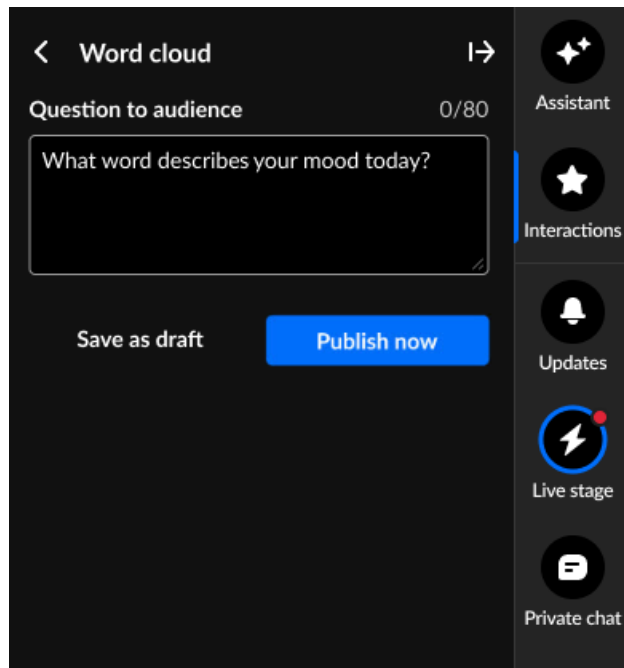 Word cloud
Question to audience 0/80
What word describes your mood today?
Save as draft Publish now
Assistant
Interactions
Updates
Live stage
Private chat